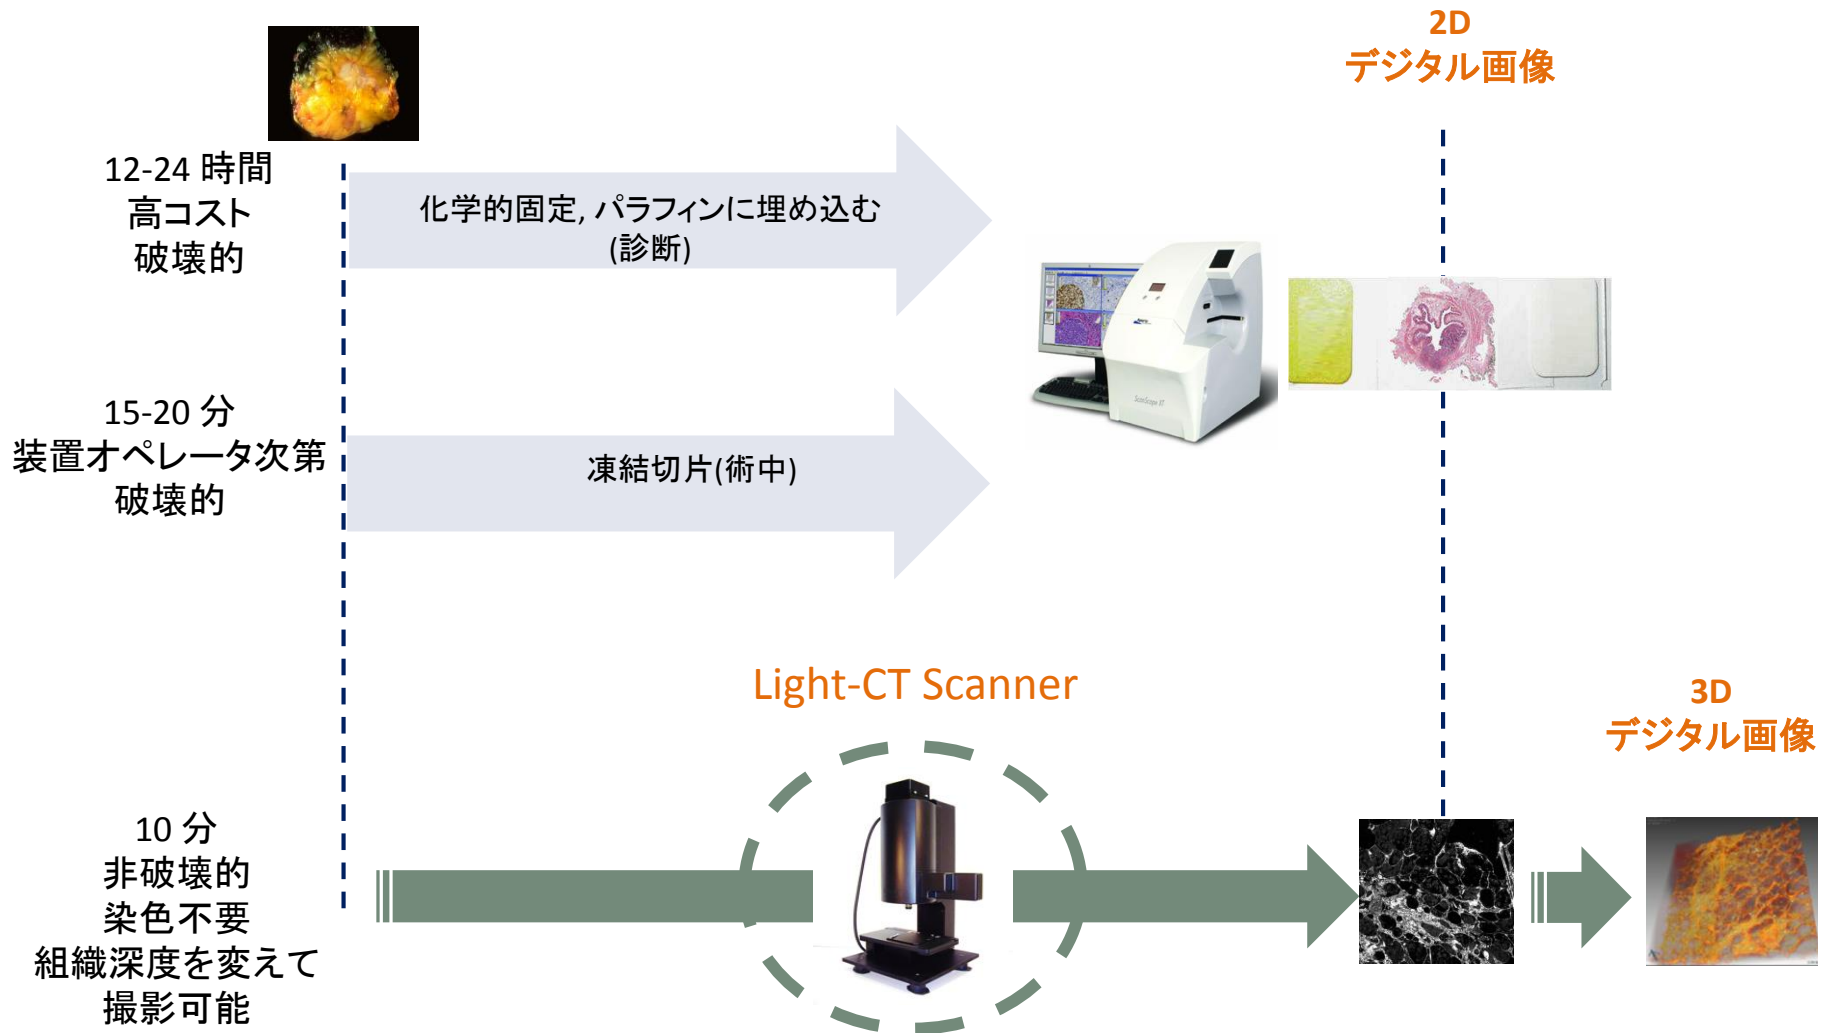 2D
デジタル画像
12-24 時間
高コスト
破壊的
化学的固定, パラフィンに埋め込む
(診断)
ScanScope XT
15-20 分
装置オペレータ次第
破壊的
凍結切片(術中)
Light-CT Scanner
3D
デジタル画像
10 分
非破壊的
染色不要
組織深度を変えて
撮影可能